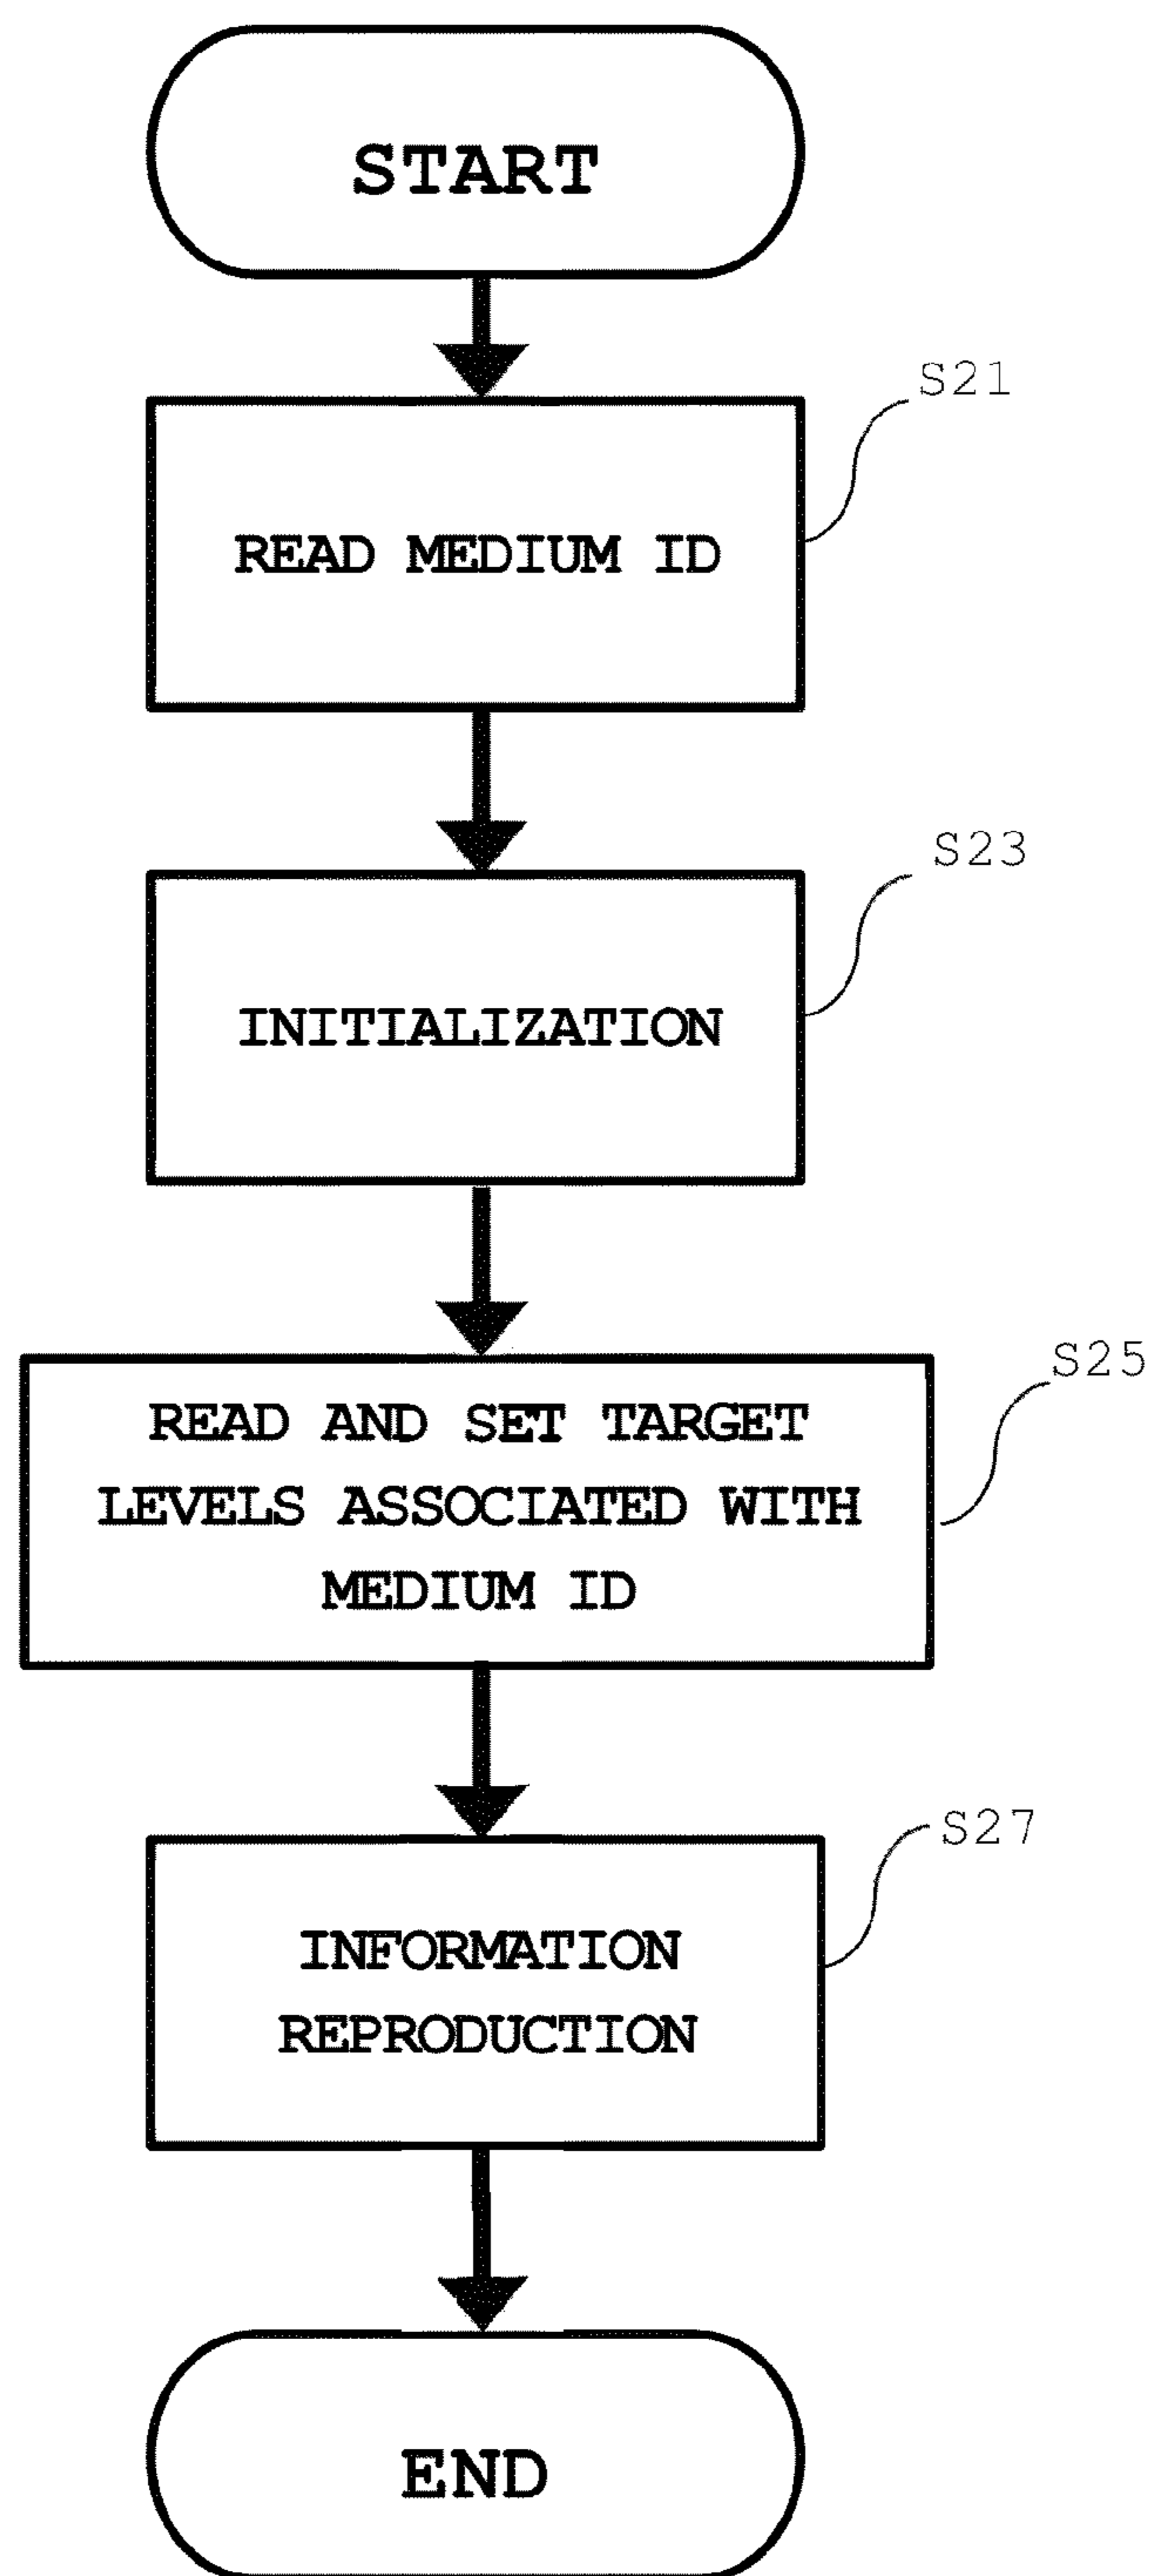 START
S21
READ MEDIUM ID
S23
INITIALIZATION
S25
READ AND SET TARGET
LEVELS ASSOCIATED WITH
MEDIUM ID
S27
INFORMATION
REPRODUCTION
END